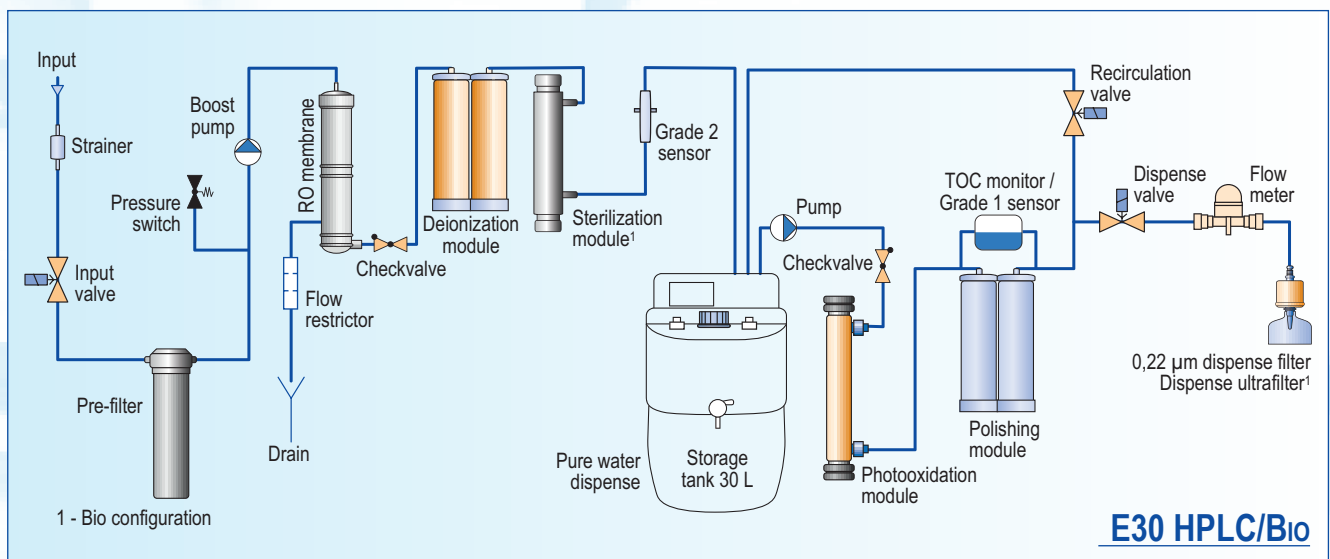 Input
Strainer
Pressure
switch
Input
valve
Pre-filter
1 - Bio configuration
Boost
pump
RO membrane
Flow
restrictor
Drain
Checkvalve
Deionization
module
Sterilization
module¹
Grade 2
sensor
Pure water
dispense
Storage
tank 30 L
Pump
Checkvalve
Photooxidation
module
TOC monitor /
Grade 1 sensor
Polishing
module
Recirculation
valve
Dispense
valve
Flow
meter
0,22 µm dispense filter
Dispense ultrafilter¹
E30 HPLC/BIO